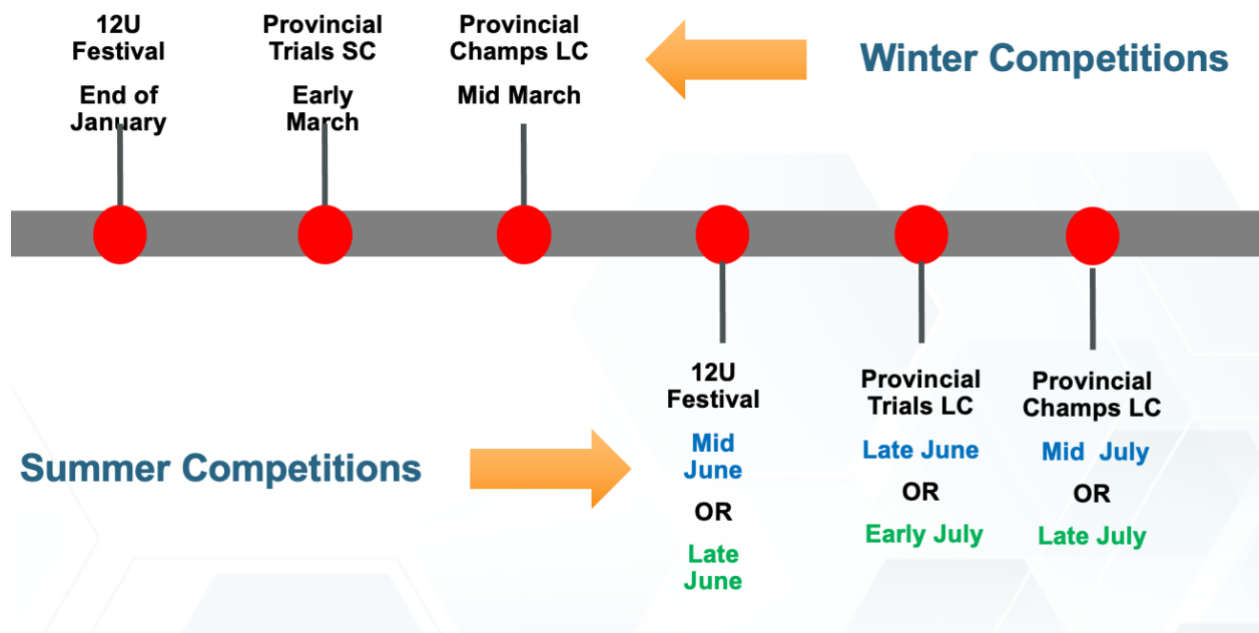 12U
Festival
End of
January
Provincial
Trials SC
Early
March
Provincial
Champs LC
Mid March
Winter Competitions
Summer Competitions
12U
Festival
Mid
June
OR
Late
June
Provincial
Trials LC
Late June
OR
Early July
Provincial
Champs LC
Mid July
OR
Late July